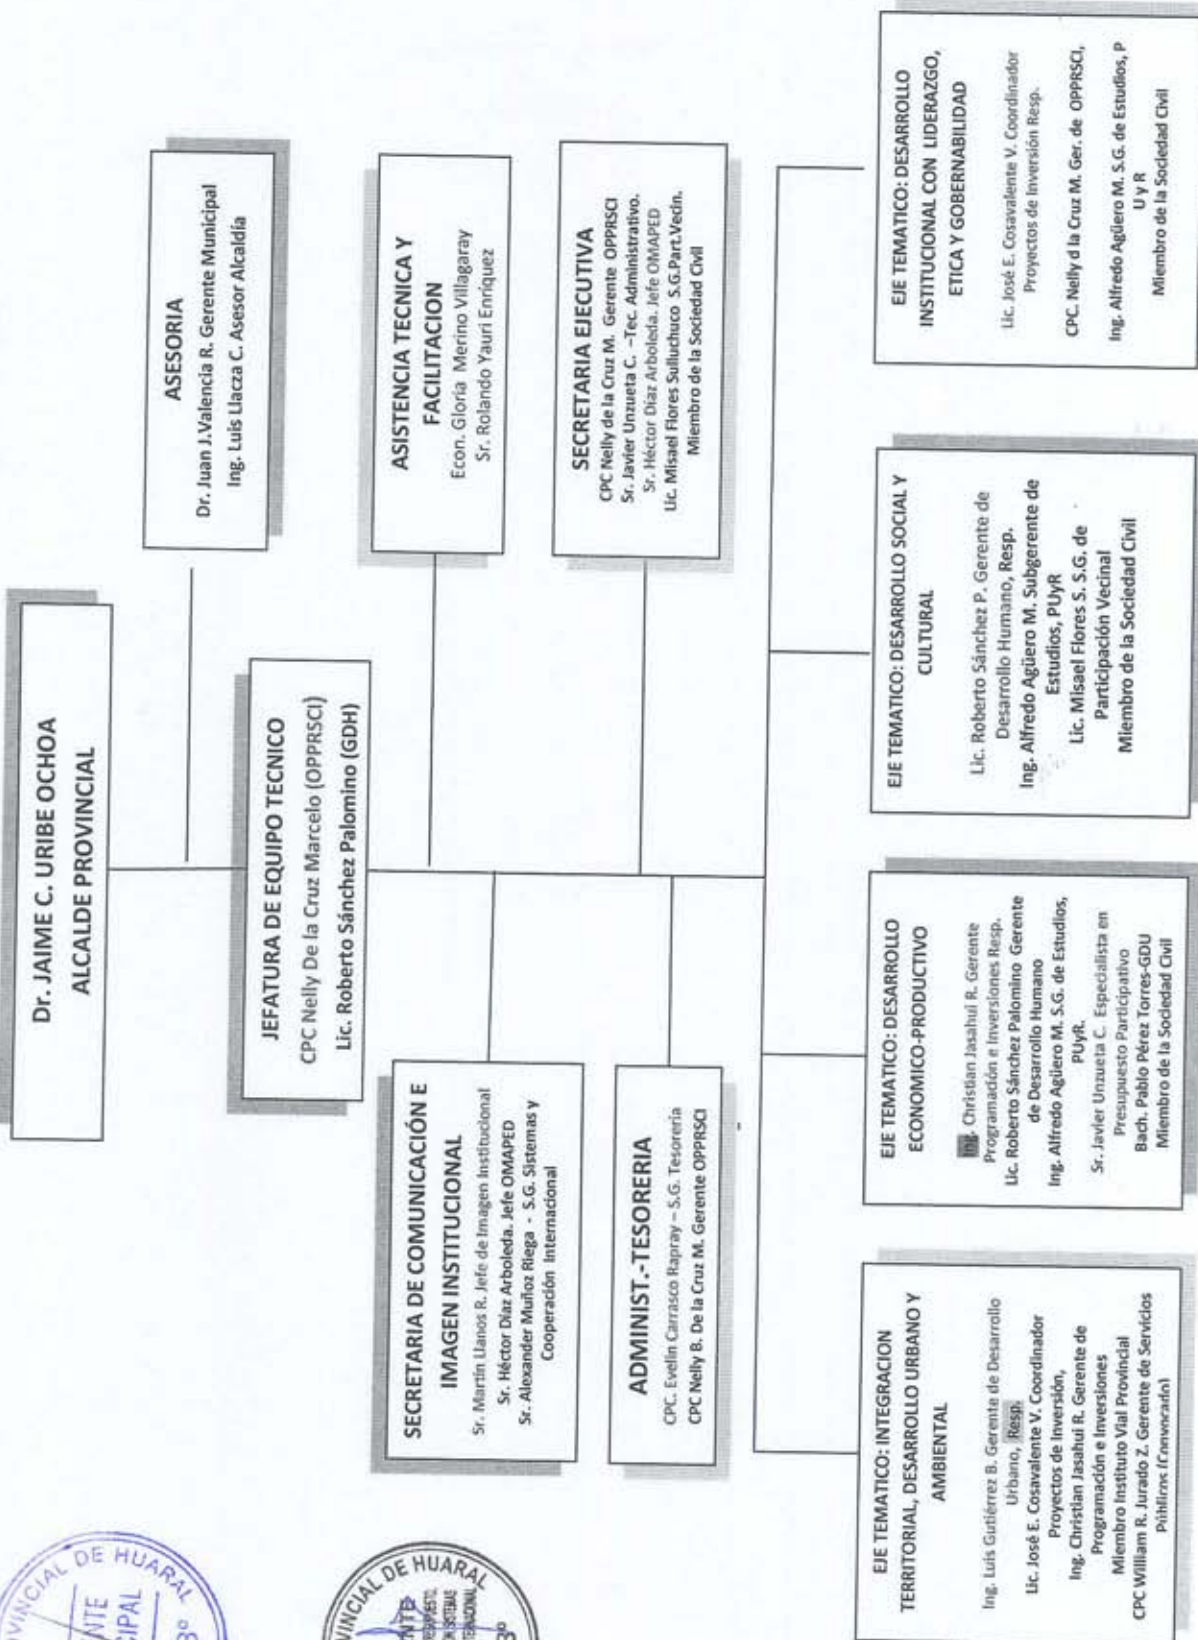 Dr. JAIME C. URIBE OCHOA
ALCALDE PROVINCIAL
ASESORIA
Dr. Juan J.Valencia R. Gerente Municipal
Ing. Luis Llacza C. Asesor Alcaldía
JEFATURA DE EQUIPO TECNICO
CPC Nelly De la Cruz Marcelo (OPPRSCI)
Lic. Roberto Sánchez Palomino (GDH)
ASISTENCIA TECNICA Y
FACILITACION
Econ. Gloria Merino Villagaray
Sr. Rolando Yauri Enríquez
SECRETARIA DE COMUNICACIÓN E
IMAGEN INSTITUCIONAL
Sr. Martin Llanos R. Jefe de Imagen Institucional
Sr. Héctor Díaz Arboleda. Jefe OMAPED
Sr. Alexander Muñoz Riega - S.G. Sistemas y
Cooperación Internacional
SECRETARIA EJECUTIVA
CPC Nelly de la Cruz M. Gerente OPPRSCI
Sr. Javier Unzueta C. –Tec. Administrativo.
Sr. Héctor Díaz Arboleda. Jefe OMAPED
Lic. Misael Flores Sulluchuco S.G.Part.Vecin.
Miembro de la Sociedad Civil
ADMINIST.-TESORERIA
CPC. Evelin Carrasco Rapray – S.G. Tesorería
CPC Nelly B. De la Cruz M. Gerente OPPRSCI
EJE TEMATICO: INTEGRACION
TERRITORIAL, DESARROLLO URBANO Y
AMBIENTAL
Ing. Luis Gutiérrez B. Gerente de Desarrollo
Urbano, Resp.
Lic. José E. Cosavalente V. Coordinador
Proyectos de Inversión,
Ing. Christian Jasahui R. Gerente de
Programación e Inversiones
Miembro Instituto Vial Provincial
CPC William R. Jurado Z. Gerente de Servicios
Públicos (Convocado)
EJE TEMATICO: DESARROLLO
ECONOMICO-PRODUCTIVO
Ing. Christian Jasahui R. Gerente
Programación e Inversiones Resp.
Lic. Roberto Sánchez Palomino Gerente
de Desarrollo Humano
Ing. Alfredo Agüero M. S.G. de Estudios,
PUyR.
Sr. Javier Unzueta C. Especialista en
Presupuesto Participativo
Bach. Pablo Pérez Torres-GDU
Miembro de la Sociedad Civil
EJE TEMATICO: DESARROLLO SOCIAL Y
CULTURAL
Lic. Roberto Sánchez P. Gerente de
Desarrollo Humano, Resp.
Ing. Alfredo Agüero M. Subgerente de
Estudios, PUyR
Lic. Misael Flores S. S.G. de
Participación Vecinal
Miembro de la Sociedad Civil
EJE TEMATICO: DESARROLLO
INSTITUCIONAL CON LIDERAZGO,
ETICA Y GOBERNABILIDAD
Lic. José E. Cosavalente V. Coordinador
Proyectos de Inversión Resp.
CPC. Nelly d la Cruz M. Ger. de OPPRSCI,
Ing. Alfredo Agüero M. S.G. de Estudios, P
U y R
Miembro de la Sociedad Civil
VINCIAL DE HUARAL
NTE
CIPAL
VINCIAL DE HUARAL
NTE